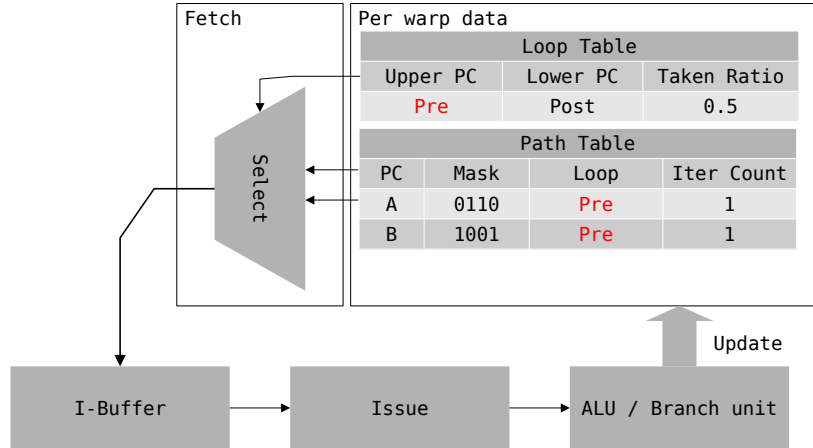 Fetch
Per warp data
Loop Table
Upper PC Lower PC Taken Ratio
Pre Post 0.5
Path Table
PC Mask Loop Iter Count
A 0110 Pre 1
B 1001 Pre 1
Select
Update
I-Buffer
Issue
ALU / Branch unit